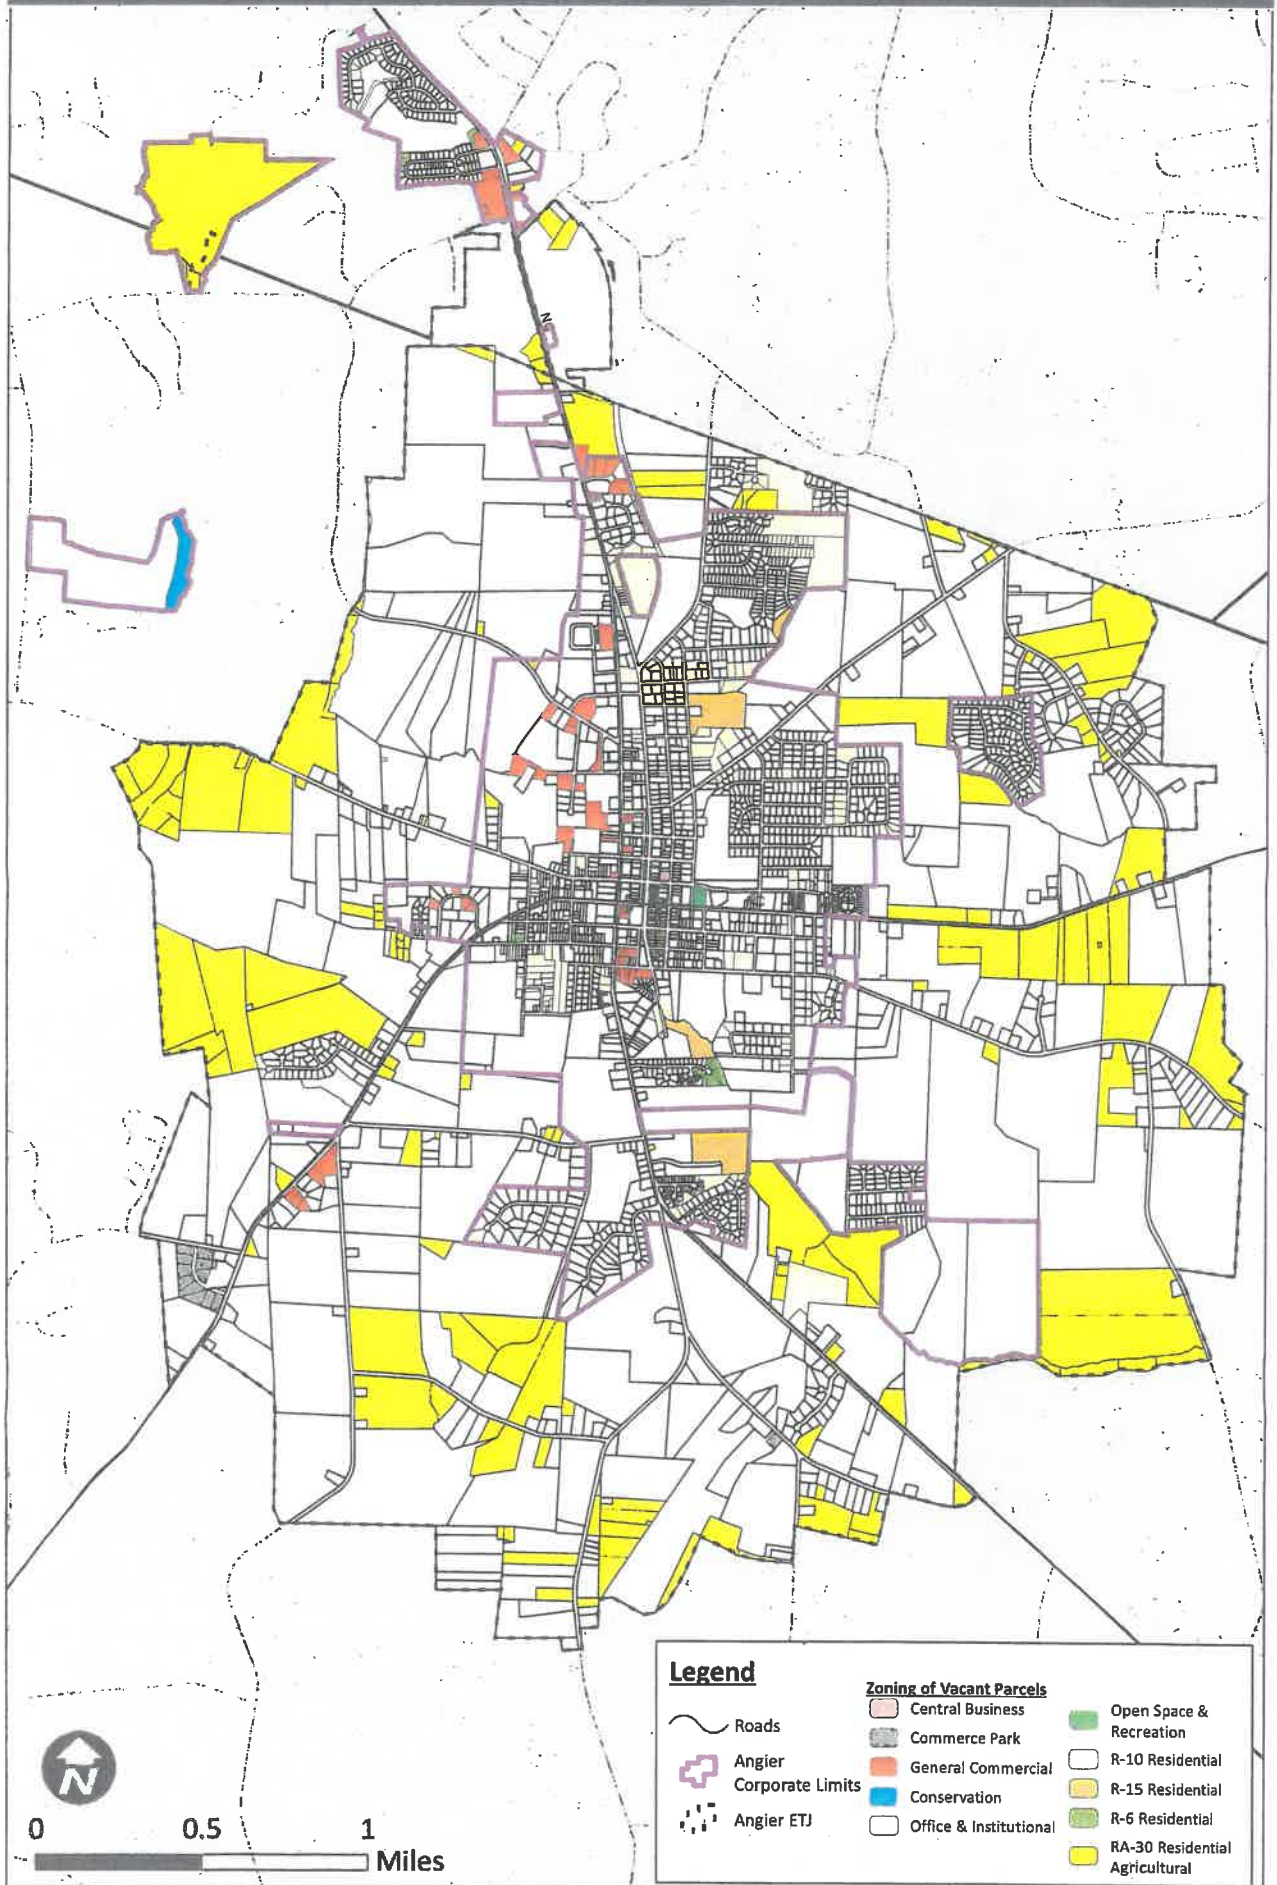 N
Legend
Roads
Angier
Corporate Limits
Angier ETJ
Zoning of Vacant Parcels
Central Business
Commerce Park
General Commercial
Conservation
Office & Institutional
Open Space &
Recreation
R-10 Residential
R-15 Residential
R-6 Residential
RA-30 Residential
Agricultural
N
0 0.5 1
Miles